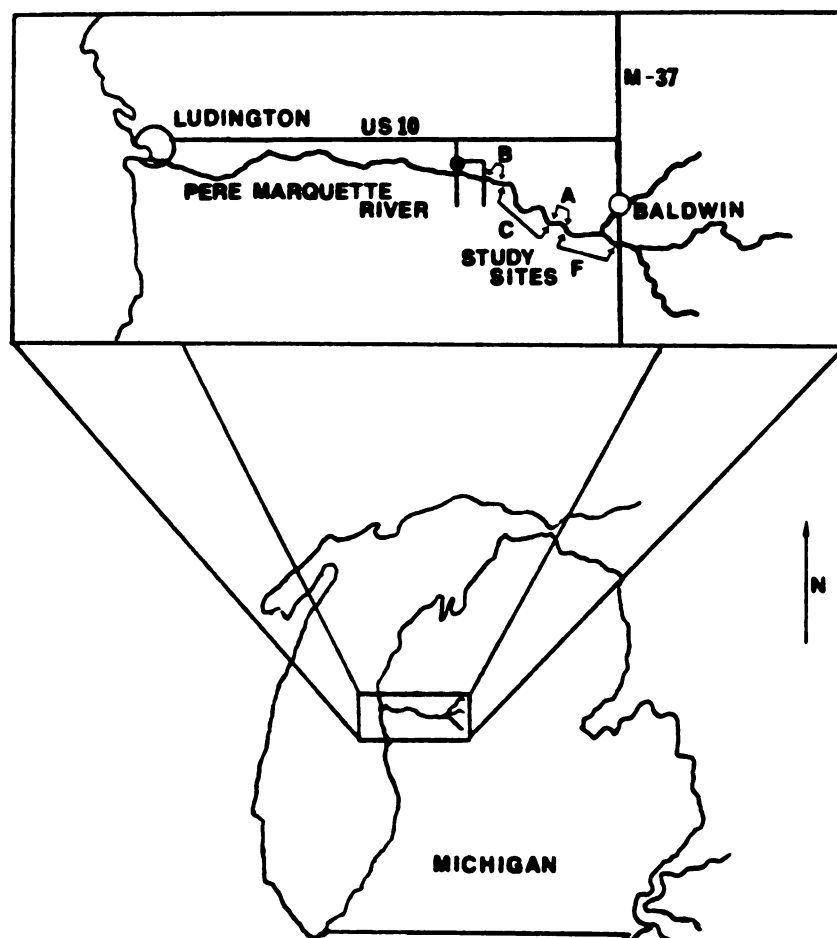 M-37
LUDINGTON
US 10
B
PERE MARQUETTE
RIVER
A
BALDWIN
C
STUDY
SITES
F
N
MICHIGAN